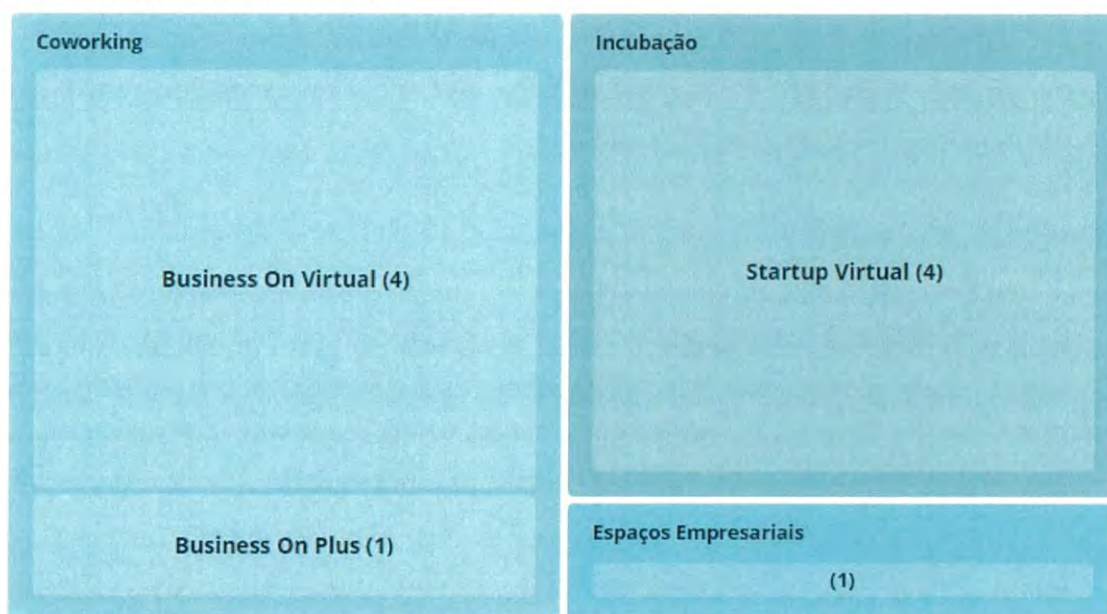 Coworking
Business On Virtual (4)
Business On Plus (1)
Incubação
Startup Virtual (4)
Espaços Empresariais
(1)